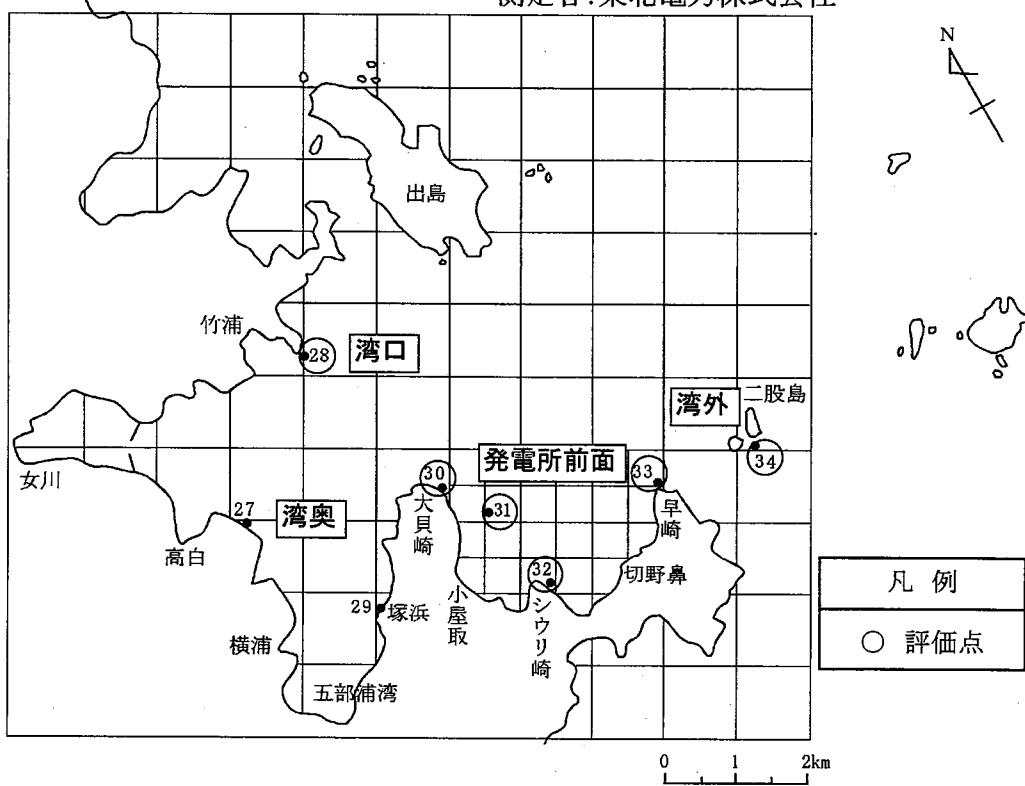 測定者:東北電力株式会社
N
出島
竹浦
28
湾口
二股島
湾外
34
発電所前面
30
33
女川
27
湾奥
大貝崎
31
早崎
高白
32
切野鼻
凡 例
29
塚浜
小屋取
シウリ崎
横浦
○ 評価点
五部浦湾
0 1 2km